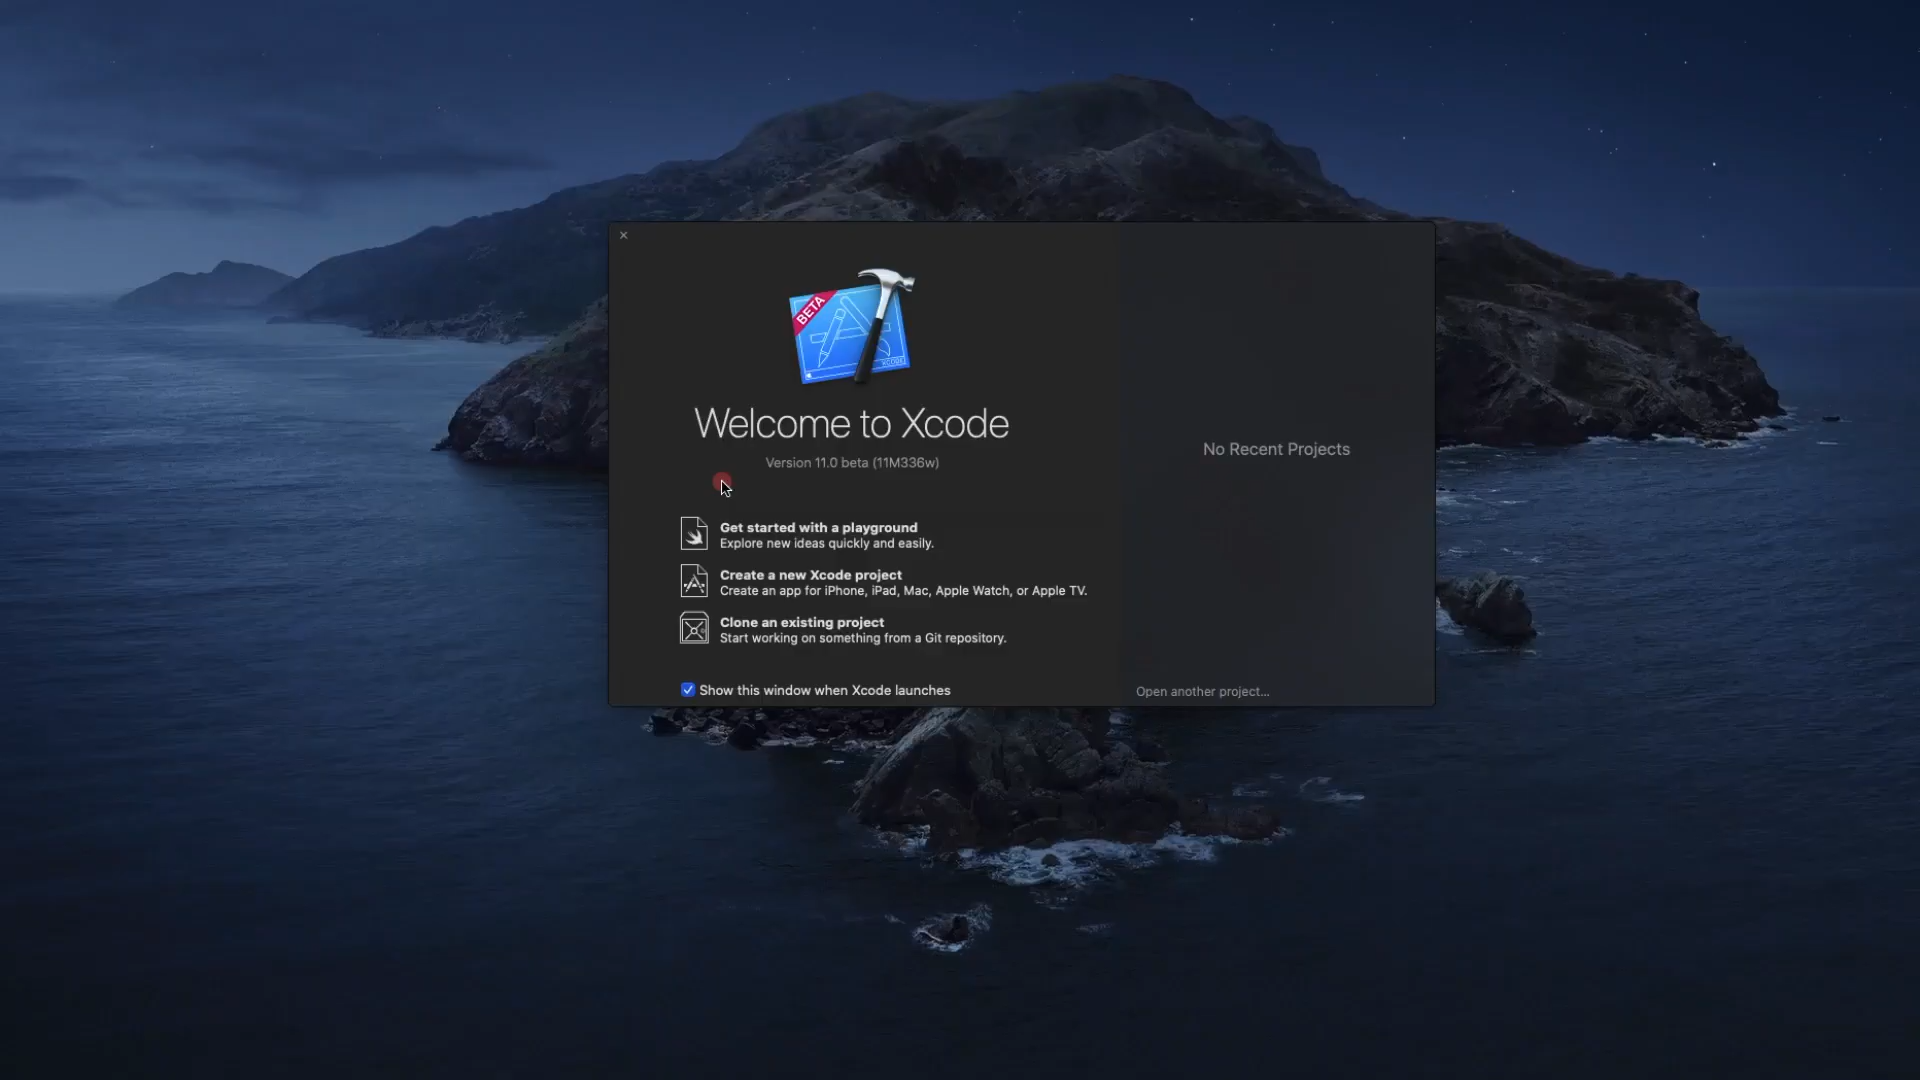 BETA
XCODE
Welcome to Xcode
Version 11.0 beta (11M336w)
No Recent Projects
Get started with a playground
Explore new ideas quickly and easily.
Create a new Xcode project
Create an app for iPhone, iPad, Mac, Apple Watch, or Apple TV.
Clone an existing project
Start working on something from a Git repository.
Show this window when Xcode launches
Open another project...